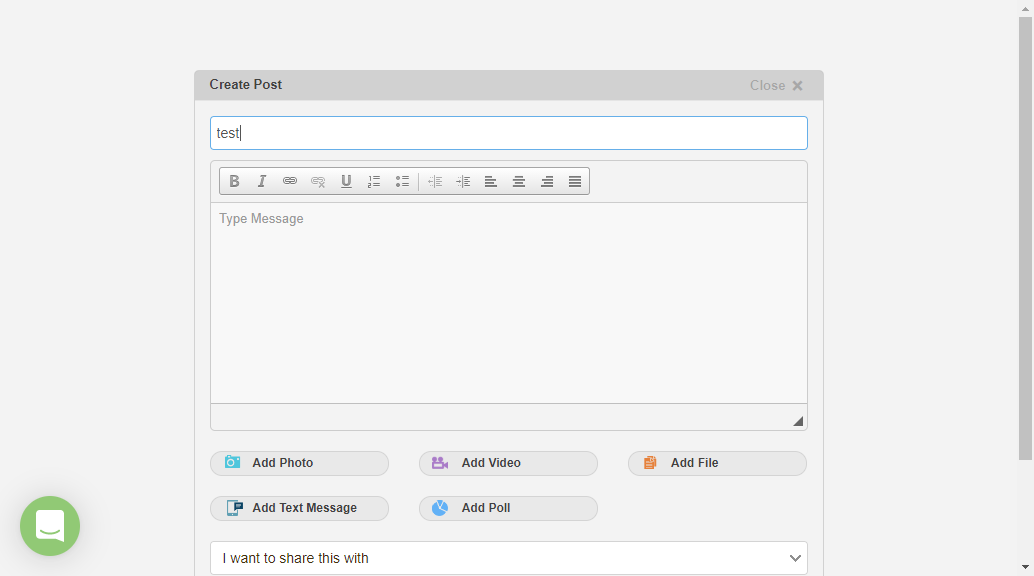 Create Post
Close
test
B I U
Type Message
Add Photo
Add Video
Add File
Add Text Message
Add Poll
I want to share this with